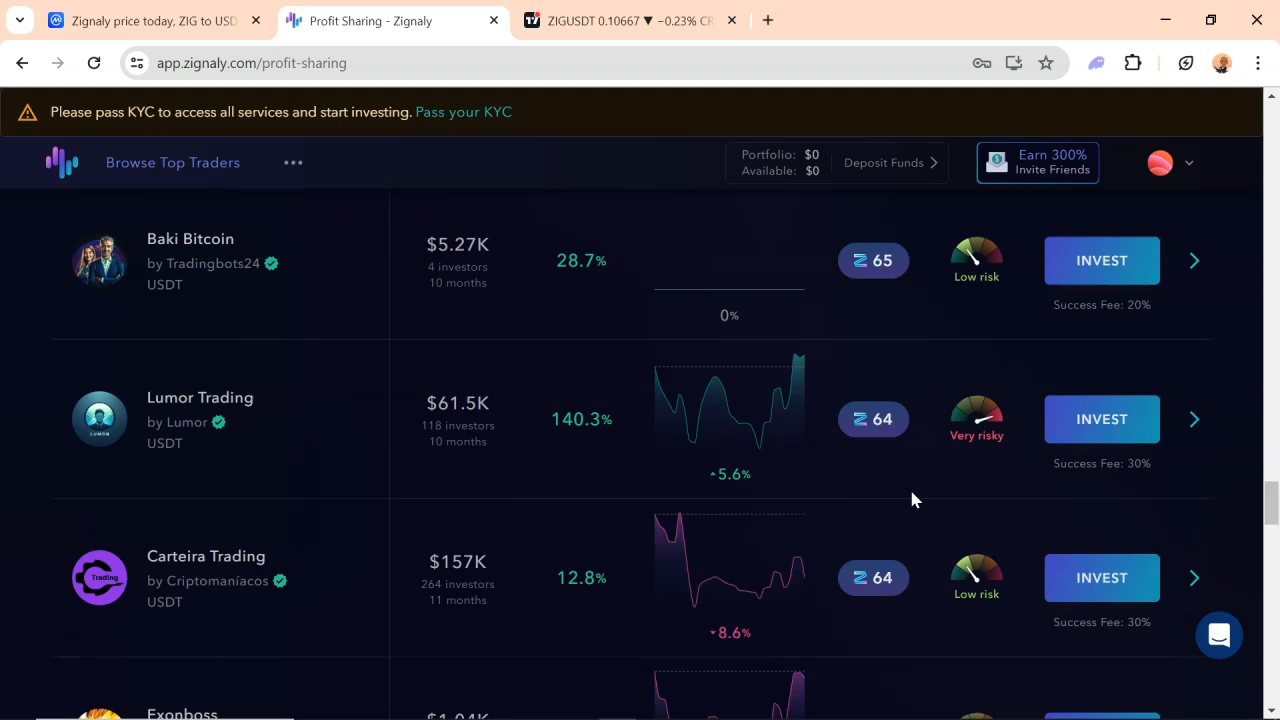 Zignaly price today, ZIG to USD
Profit Sharing - Zignaly
ZIGUSDT 0.10667 ▼ −0.23% CR
app.zignaly.com/profit-sharing
Please pass KYC to access all services and start investing. Pass your KYC
Browse Top Traders
Portfolio: $0
Available: $0
Deposit Funds
Earn 300%
Invite Friends
Baki Bitcoin
by Tradingbots24
USDT
$5.27K
4 investors
10 months
28.7%
0%
65
Low risk
INVEST
Success Fee: 20%
Lumor Trading
by Lumor
USDT
$61.5K
118 investors
10 months
140.3%
5.6%
64
Very risky
INVEST
Success Fee: 30%
Carteira Trading
by Criptomaniacos
USDT
$157K
264 investors
11 months
12.8%
8.6%
64
Low risk
INVEST
Success Fee: 30%
Exonboss
$1.04K